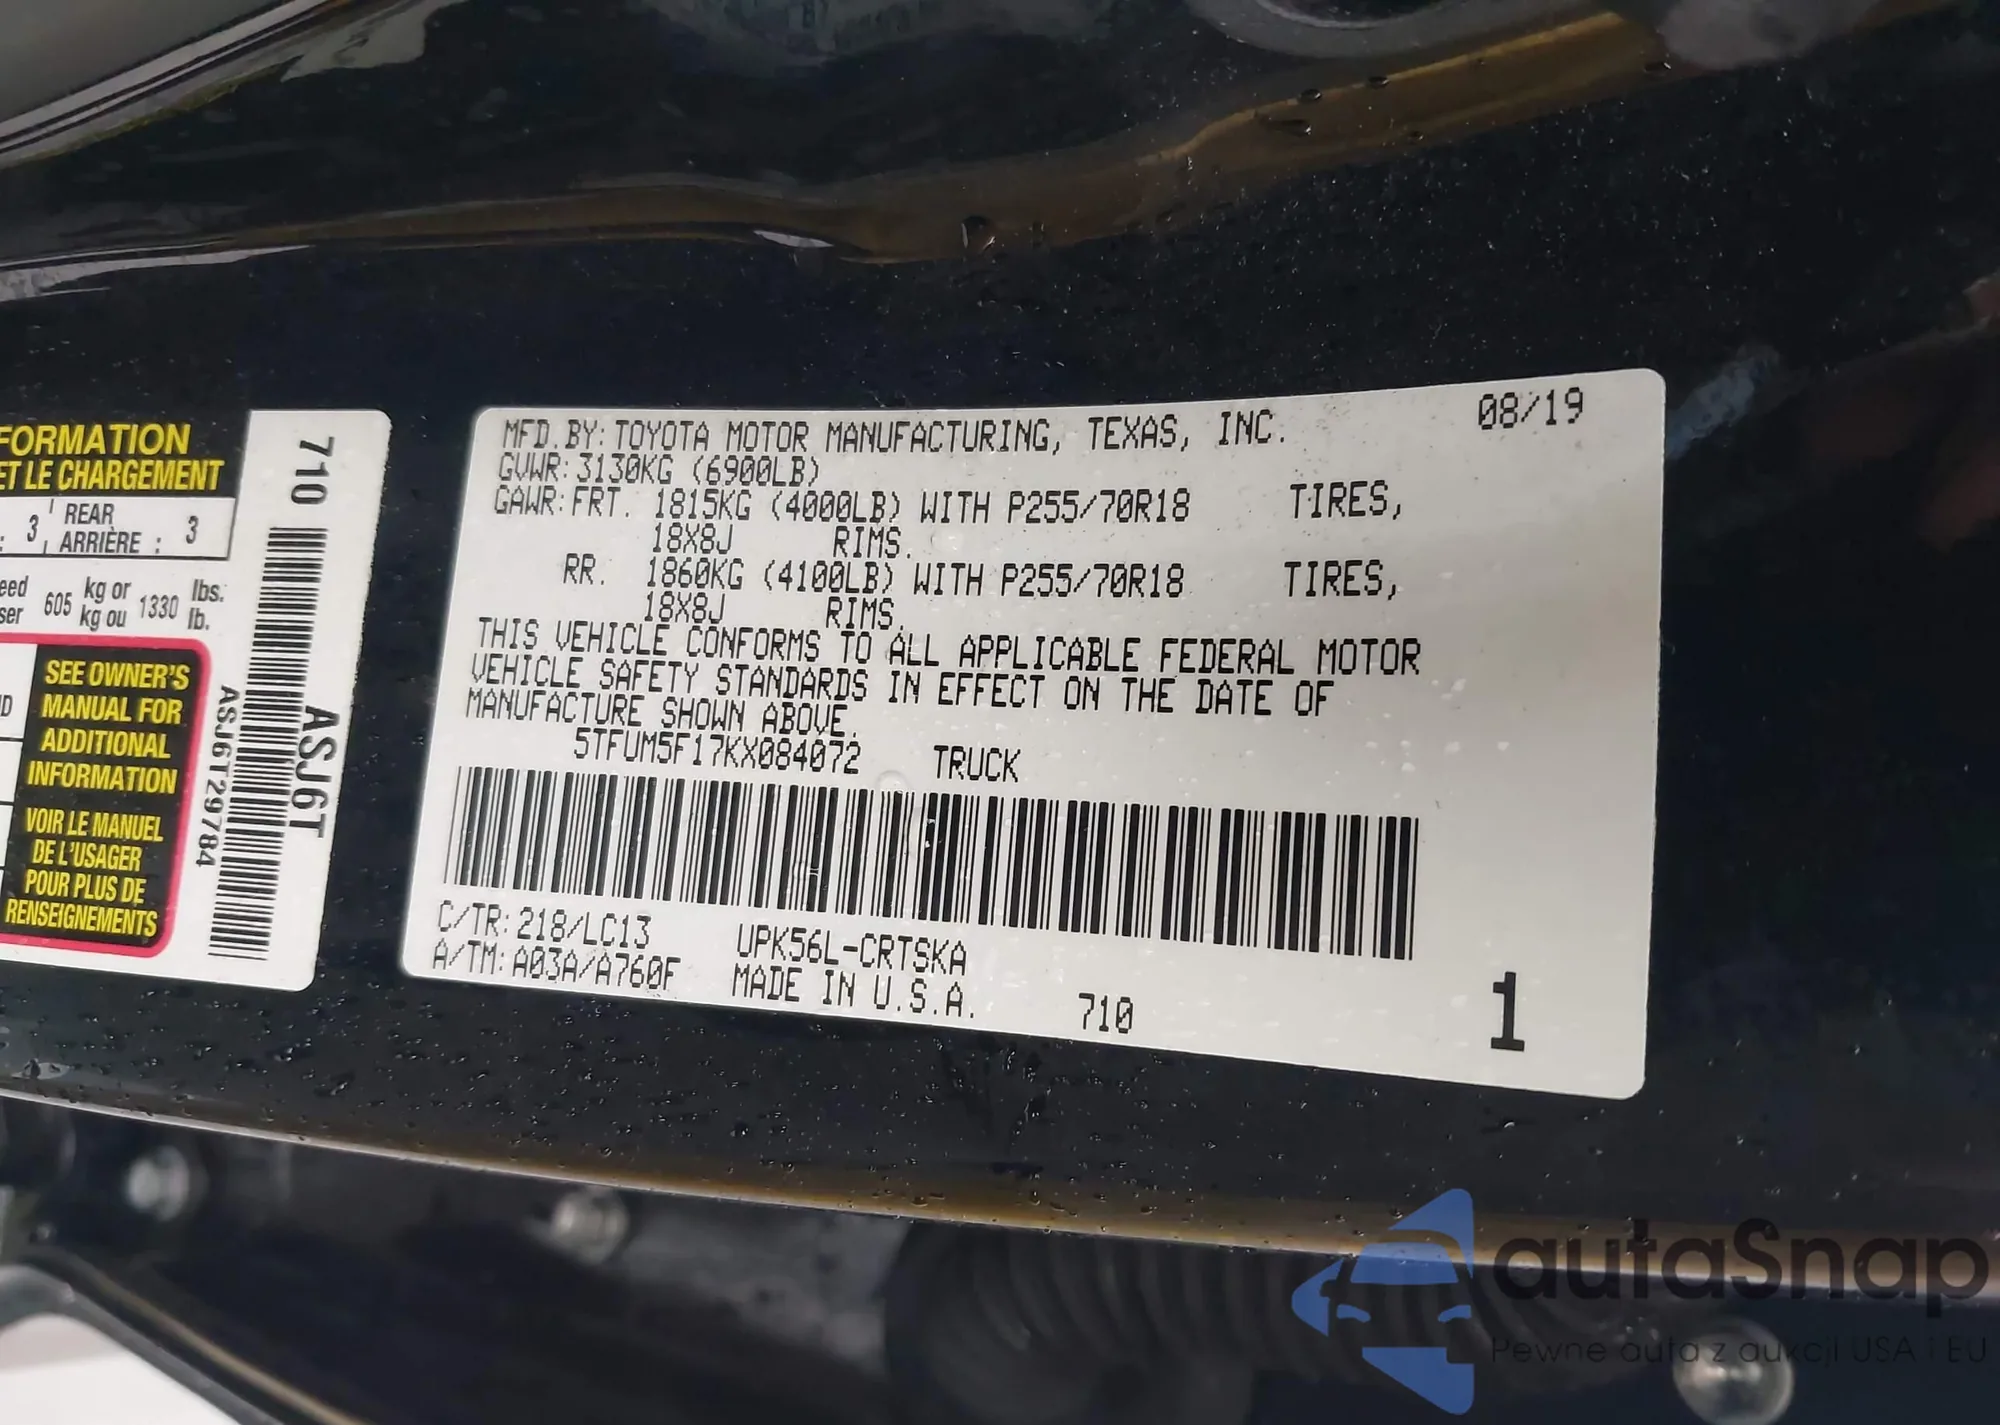 FORMATION
ET LE CHARGEMENT
: 3 REAR
ARRIÈRE : 3
605 kg or 1330 lbs.
kg ou lb.
SEE OWNER'S
MANUAL FOR
ADDITIONAL
INFORMATION
VOIR LE MANUEL
DE L'USAGER
POUR PLUS DE
RENSEIGNEMENTS
710
ASJ6T
ASJ6T29784
08/19
MFD.BY: TOYOTA MOTOR MANUFACTURING, TEXAS, INC.
GVWR: 3130KG (6900LB)
GAWR: FRT. 1815KG (4000LB) WITH P255/70R18 TIRES,
18X8J RIMS.
RR. 1860KG (4100LB) WITH P255/70R18 TIRES,
18X8J RIMS.
THIS VEHICLE CONFORMS TO ALL APPLICABLE FEDERAL MOTOR
VEHICLE SAFETY STANDARDS IN EFFECT ON THE DATE OF
MANUFACTURE SHOWN ABOVE.
5TFUM5F17KX084072 TRUCK
C/TR: 218/LC13 UPK56L-CRTSKA
A/TM: A03A/A760F MADE IN U.S.A. 710
1
autaSnap
Pewne auta z aukcji USA i EU